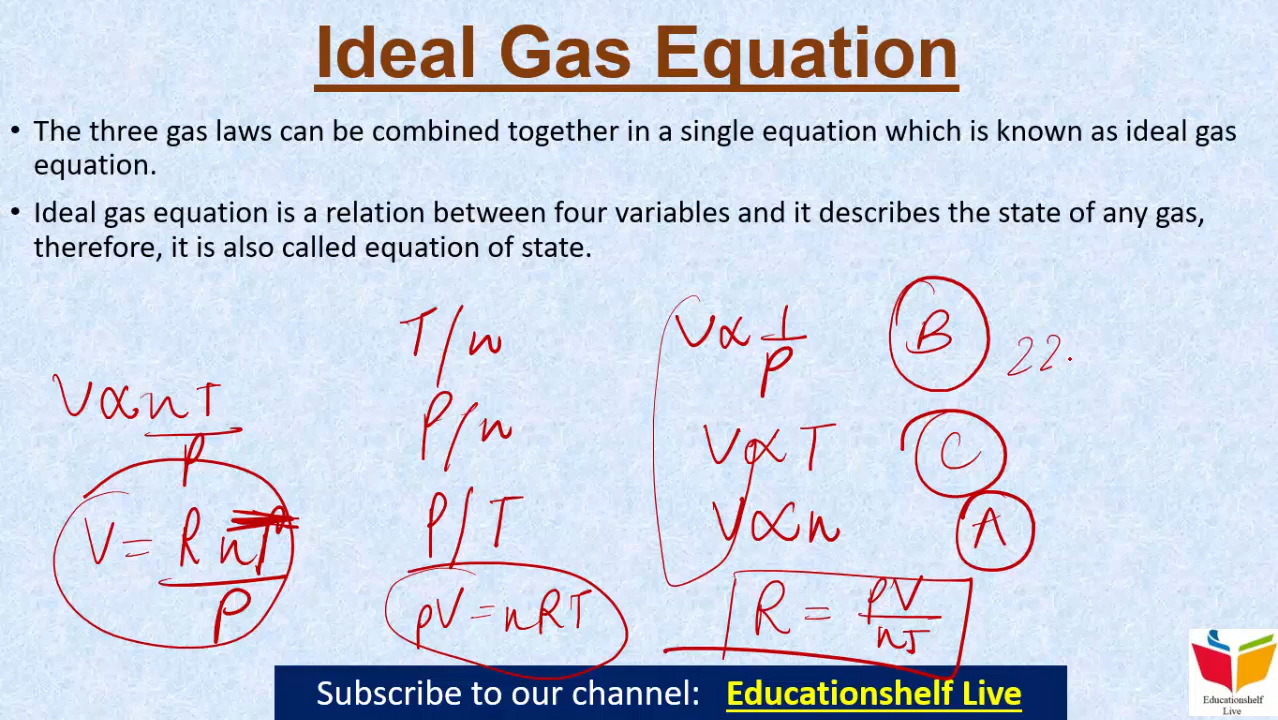 Ideal Gas Equation
• The three gas laws can be combined together in a single equation which is known as ideal gas
equation.
• Ideal gas equation is a relation between four variables and it describes the state of any gas,
therefore, it is also called equation of state.
T/n
P/n
P/T
V∝1/P
B
22.
V∝T
C
V∝n
A
V∝nT/P
V= R nT/P
pV=nRT
R = pV/nT
Subscribe to our channel: Educationshelf Live
Educationshelf
Live